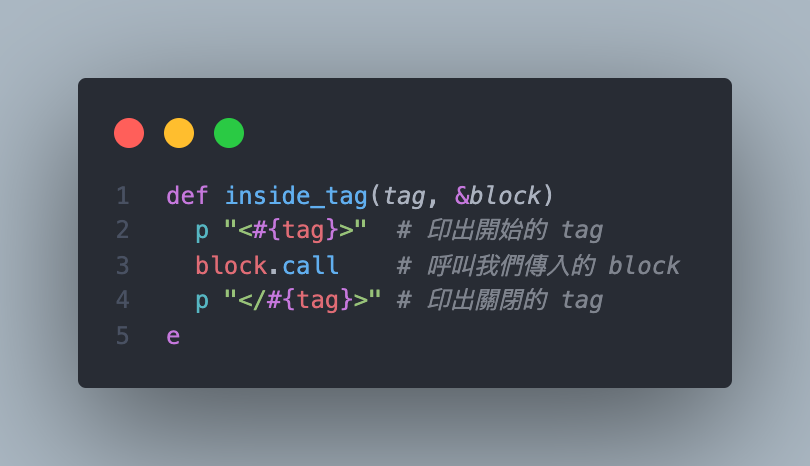 1 def inside_tag(tag, &block)
2   p "<#{tag}>"  # 印出開始的 tag
3   block.call    # 呼叫我們傳入的 block
4   p "</#{tag}>" # 印出關閉的 tag
5 e